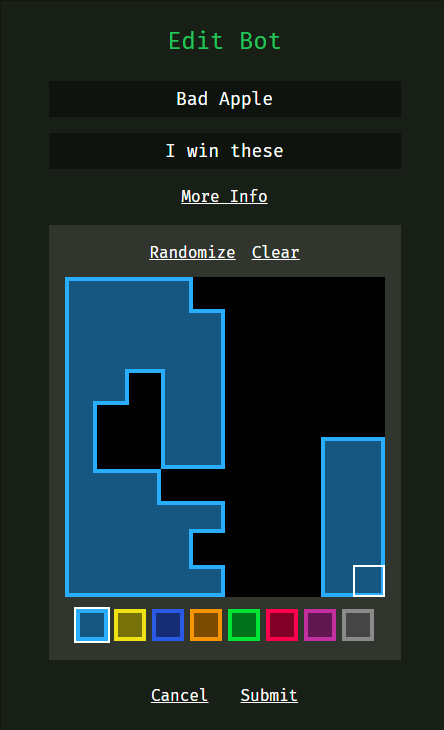 Edit Bot
Bad Apple
I win these
More Info
Randomize Clear
Cancel Submit